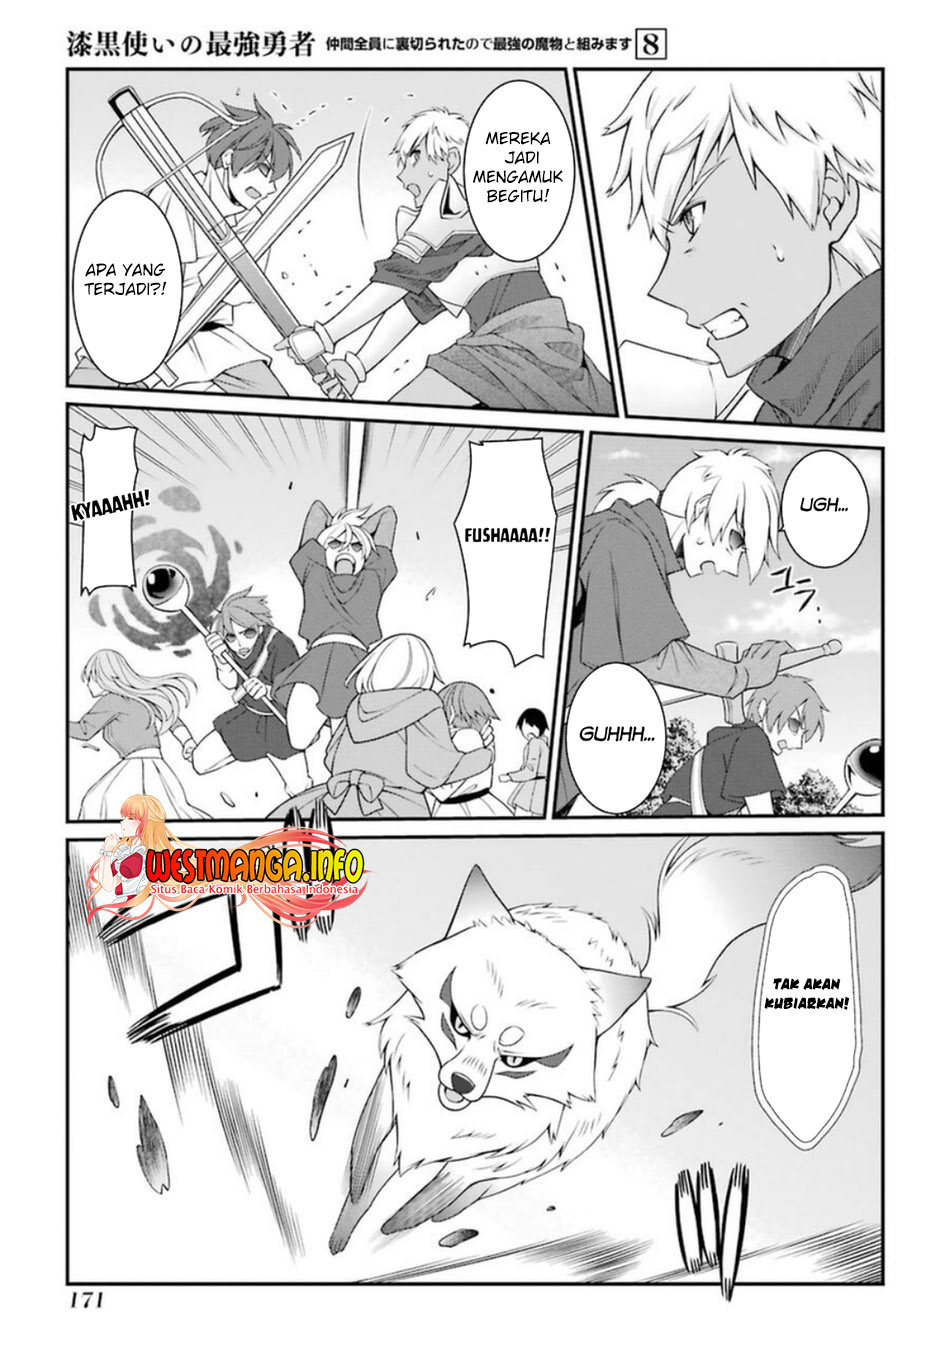 漆黒使いの最強勇者 仲間全員に裏切られたので最強の魔物と組みます 8
MEREKA
JADI
MENGAMUK
BEGITU!
APA YANG
TERJADI?!
UGH...
ユラ
GUHHH...
FUSHAAAA!!
KYAAAHH!
WESTMANGA.INFO
Situs Baca Komik Berbahasa Indonesia
TAK AKAN
KUBIARKAN!
171